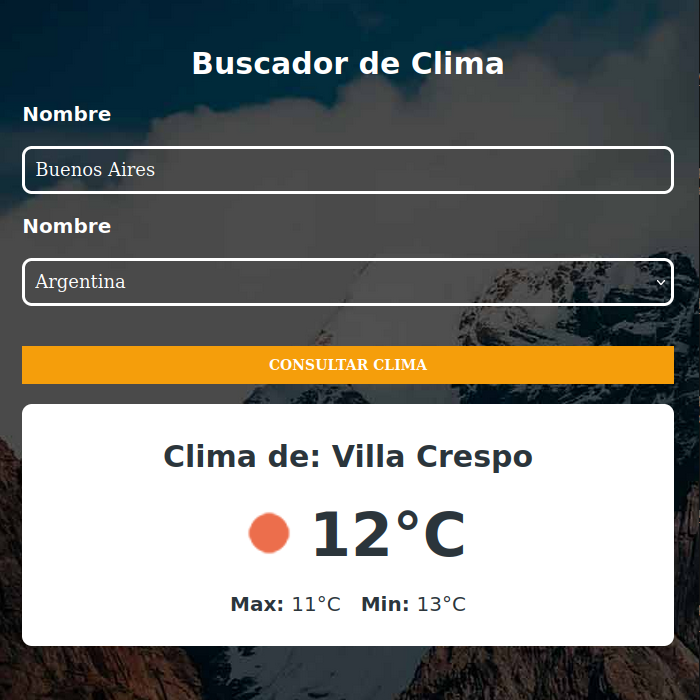 Buscador de Clima
Nombre
Buenos Aires
Nombre
Argentina
CONSULTAR CLIMA
Clima de: Villa Crespo
12°C
Max: 11°C Min: 13°C